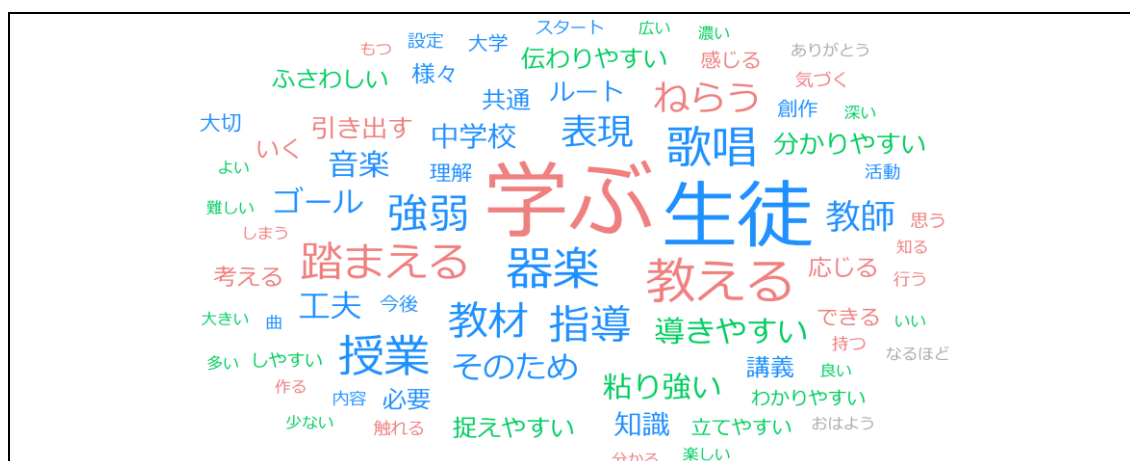 スタート 広い 濃い
もつ 設定 大学 伝わりやすい 感じる ありがとう
ふさわしい 様々 共通 ルート ねらう 気づく
大切 引き出す 中学校 表現 歌唱 創作 深い
いく 音楽 理解 分かりやすい
よい 学ぶ 生徒 活動
難しい ゴール 強弱 教師 思う
しまう 踏まえる 器楽 教える 応じる 知る
考える 行う
大きい 曲 工夫 今後 教材 指導 導きやすい できる いい
多い しやすい 授業 そのため 講義 持つ なるほど
作る 内容 必要 粘り強い 良い わかりやすい
少ない 触れる 捉えやすい 知識 立てやすい おはよう
分かる 楽しい